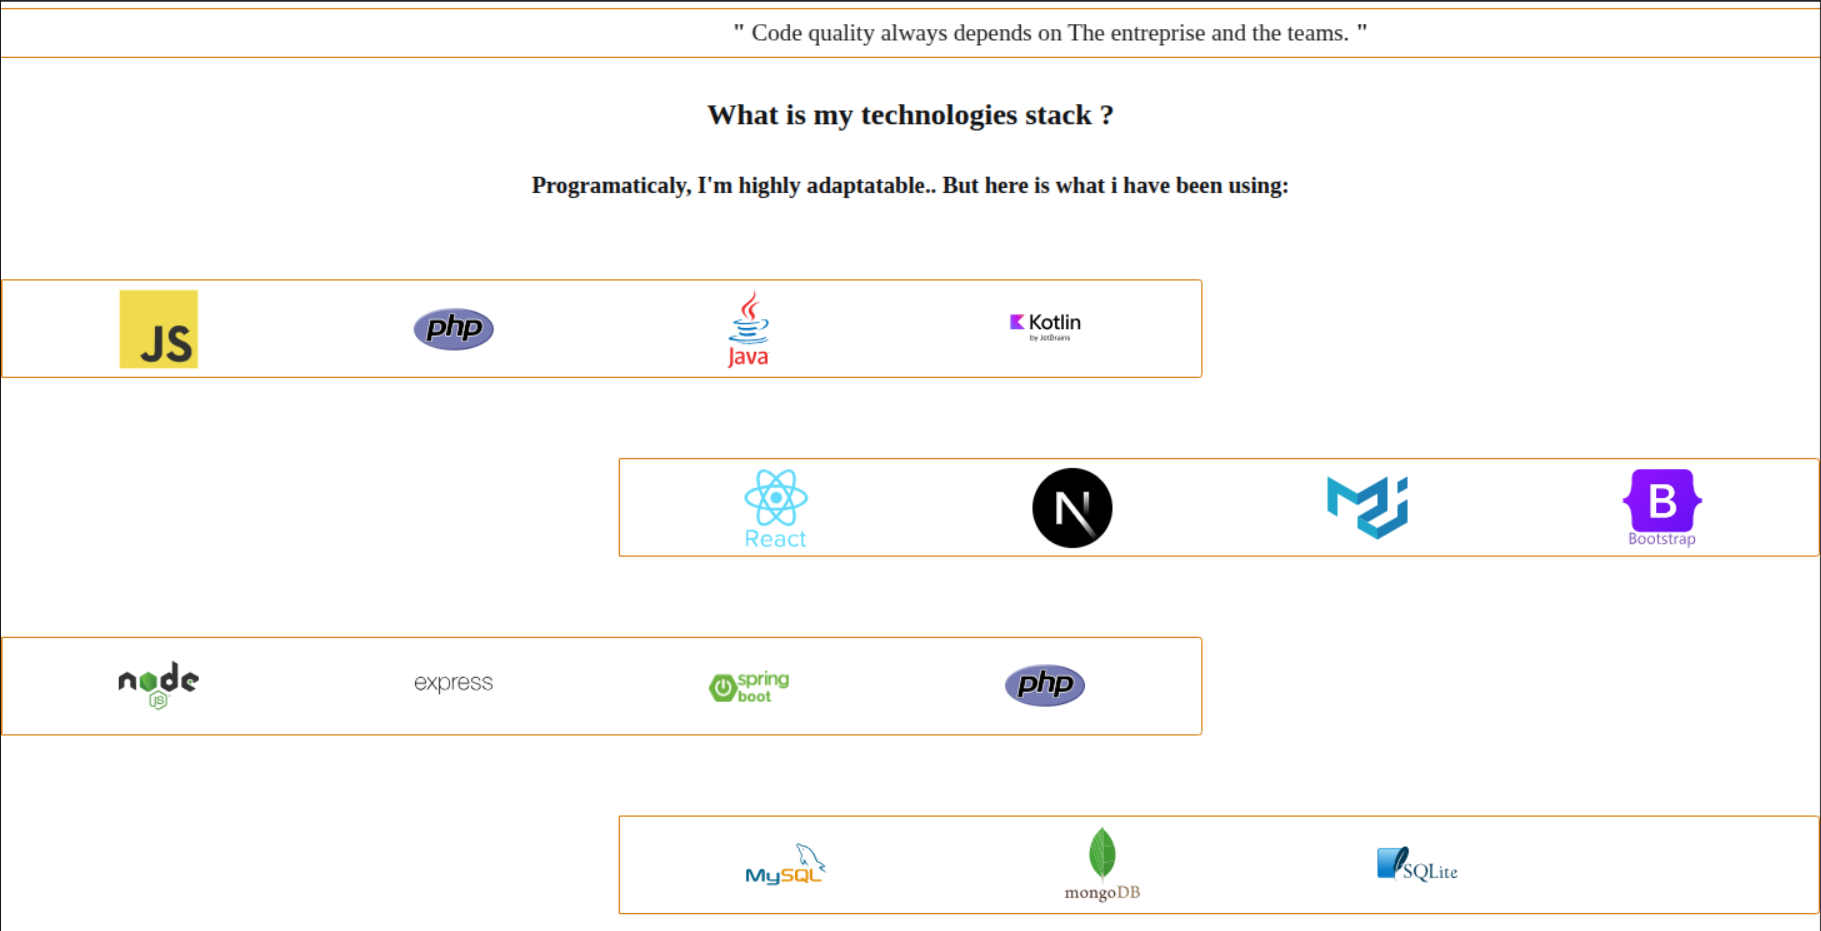 " Code quality always depends on The entreprise and the teams. "
What is my technologies stack ?
Programaticaly, I'm highly adaptatable.. But here is what i have been using:
JS
php
Java
Kotlin
by JetBrains
React
N
B
Bootstrap
node
JS
express
spring
boot
php
MySQL
mongoDB
SQLite